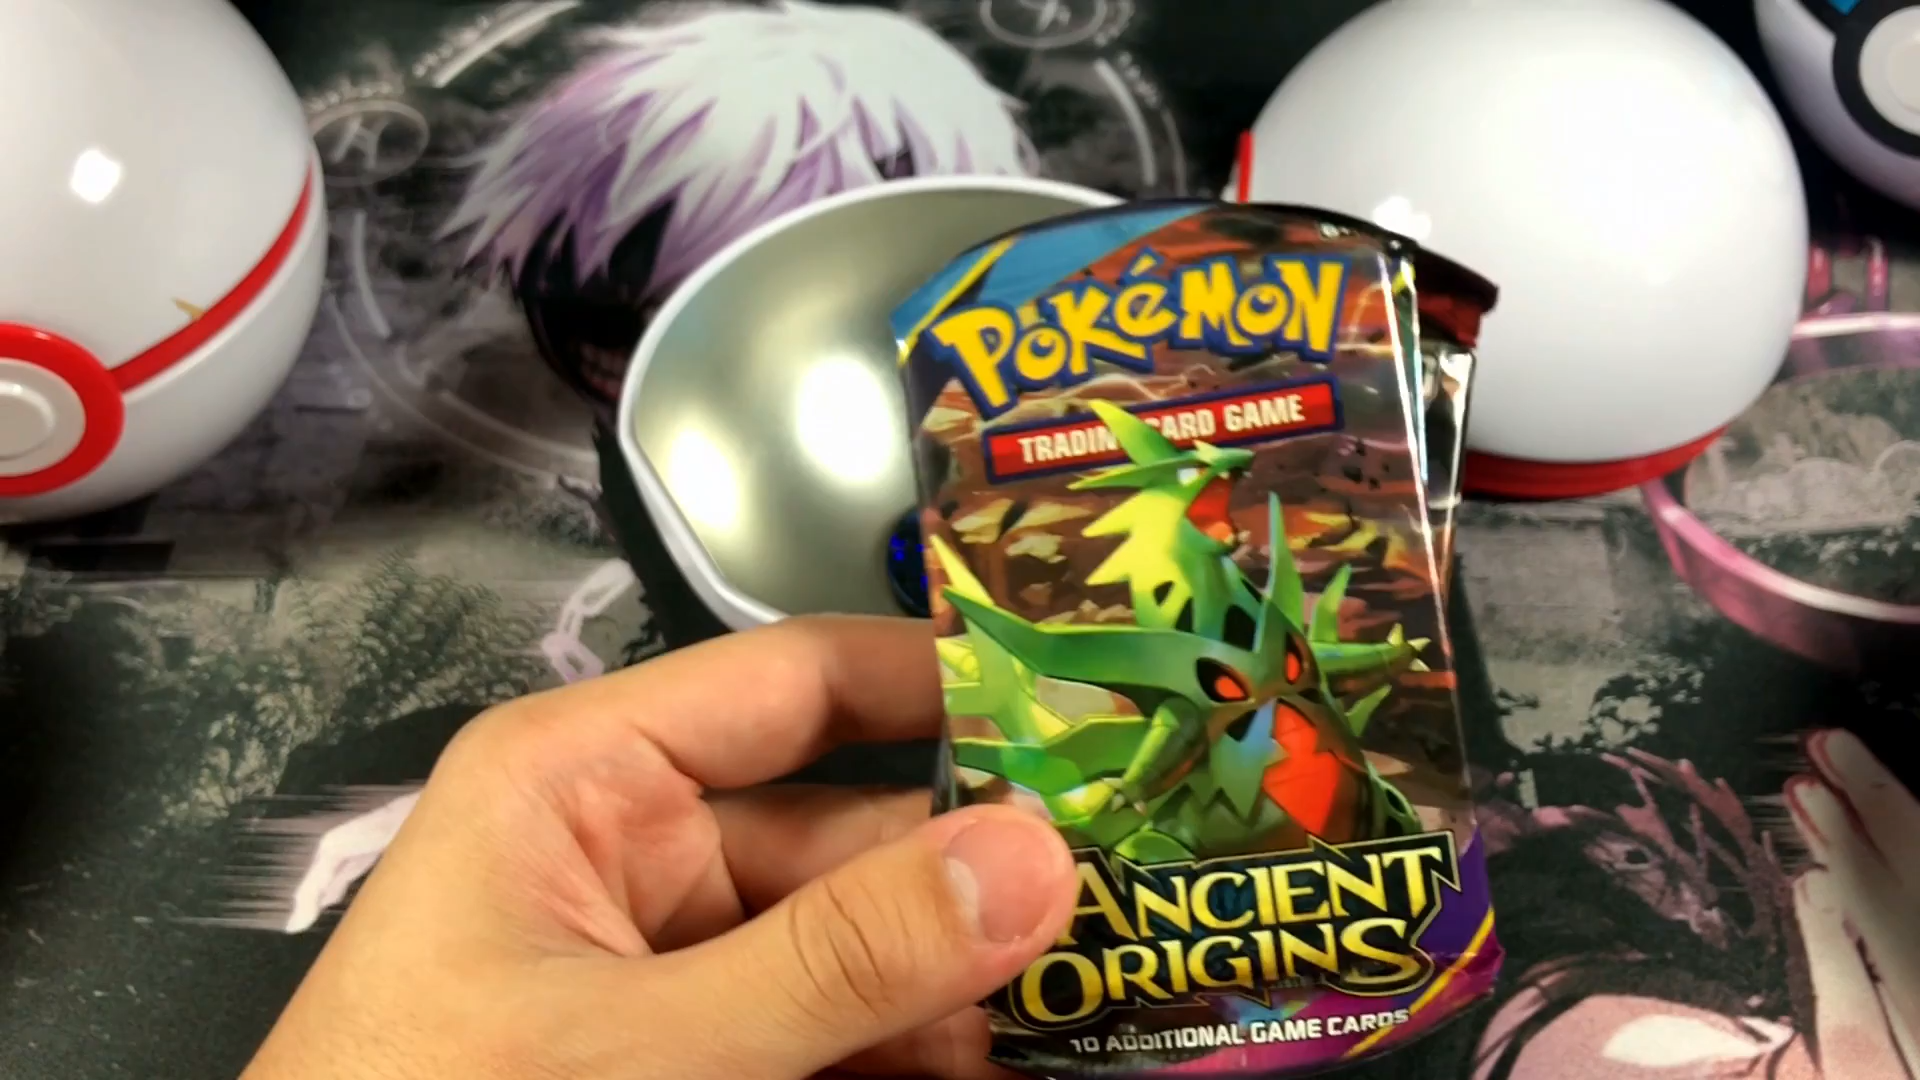 POKéMON
TRADIN CARD GAME
ANCIENT
ORIGINS
10 ADDITIONAL GAME CARDS